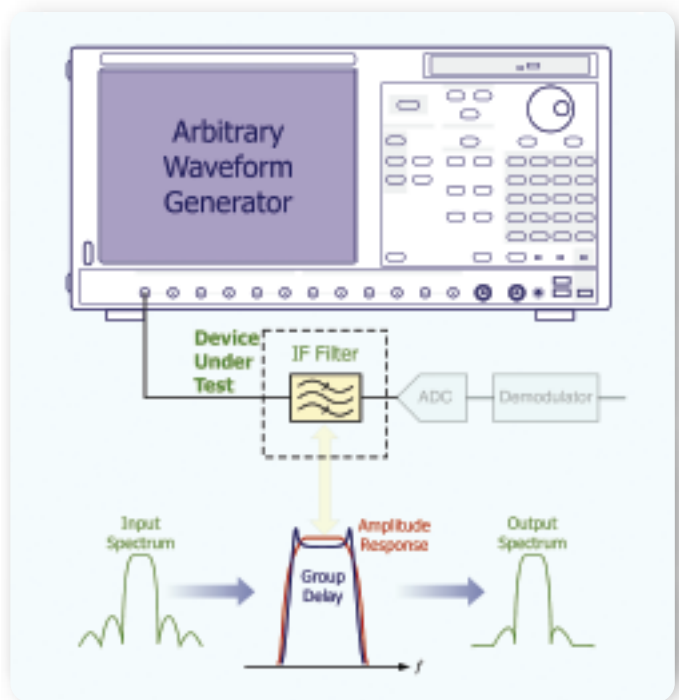 Arbitrary
Waveform
Generator
Device
Under
Test
IF Filter
ADC
Demodulator
Input
Spectrum
Amplitude
Response
Group
Delay
Output
Spectrum
f